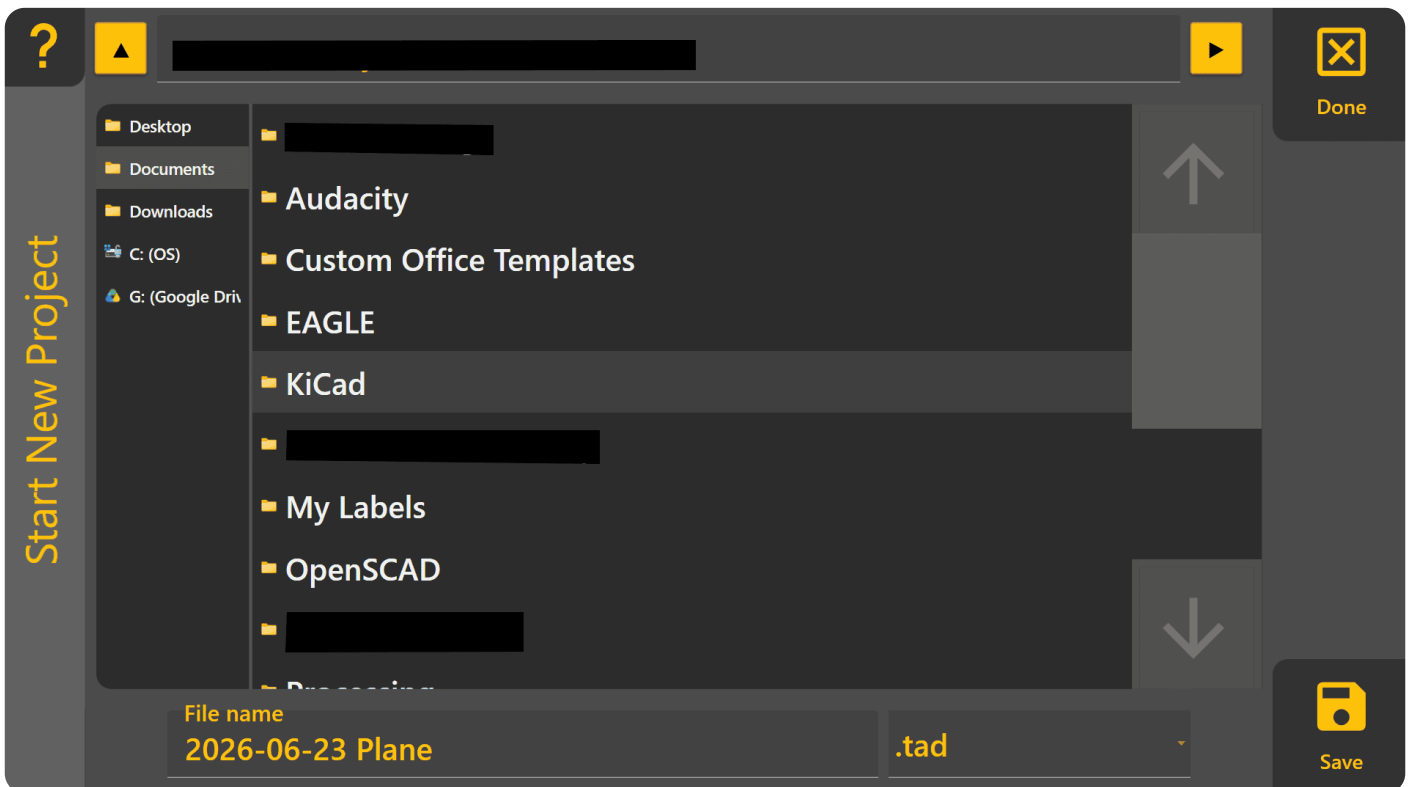 ?
Done
Start New Project
Desktop
Documents
Downloads
C: (OS)
G: (Google Driv
Audacity
Custom Office Templates
EAGLE
KiCad
My Labels
OpenSCAD
Processing
File name
2026-06-23 Plane
.tad
Save